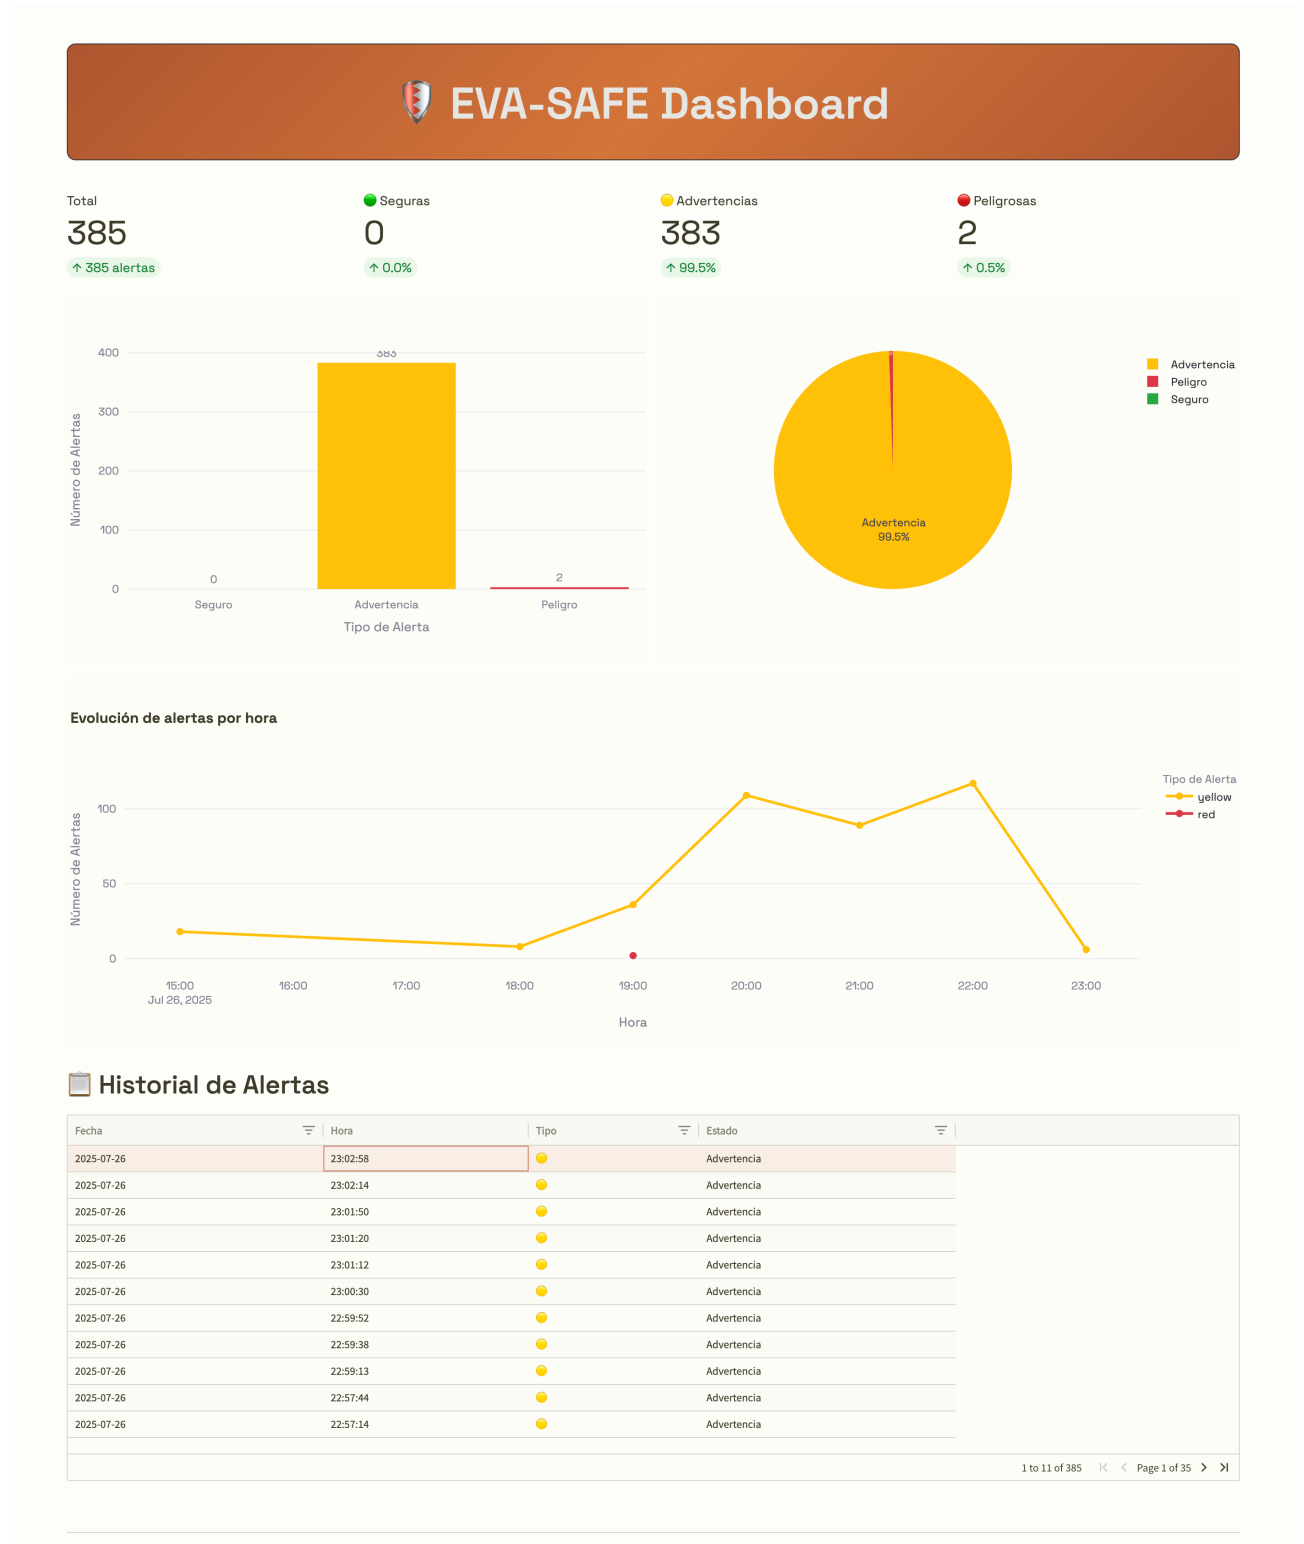 EVA-SAFE Dashboard
Total
385
↑ 385 alertas
Seguras
0
↑ 0.0%
Advertencias
383
↑ 99.5%
Peligrosas
2
↑ 0.5%
Número de Alertas
400
300
200
100
0
0
383
2
Seguro
Advertencia
Peligro
Tipo de Alerta
Advertencia
99.5%
Advertencia
Peligro
Seguro
Evolución de alertas por hora
Número de Alertas
100
50
0
15:00
Jul 26, 2025
16:00
17:00
18:00
19:00
20:00
21:00
22:00
23:00
Hora
Tipo de Alerta
yellow
red
Historial de Alertas
Fecha Hora Tipo Estado
2025-07-26 23:02:58 Advertencia
2025-07-26 23:02:14 Advertencia
2025-07-26 23:01:50 Advertencia
2025-07-26 23:01:20 Advertencia
2025-07-26 23:01:12 Advertencia
2025-07-26 23:00:30 Advertencia
2025-07-26 22:59:52 Advertencia
2025-07-26 22:59:38 Advertencia
2025-07-26 22:59:13 Advertencia
2025-07-26 22:57:44 Advertencia
2025-07-26 22:57:14 Advertencia
1 to 11 of 385 Page 1 of 35